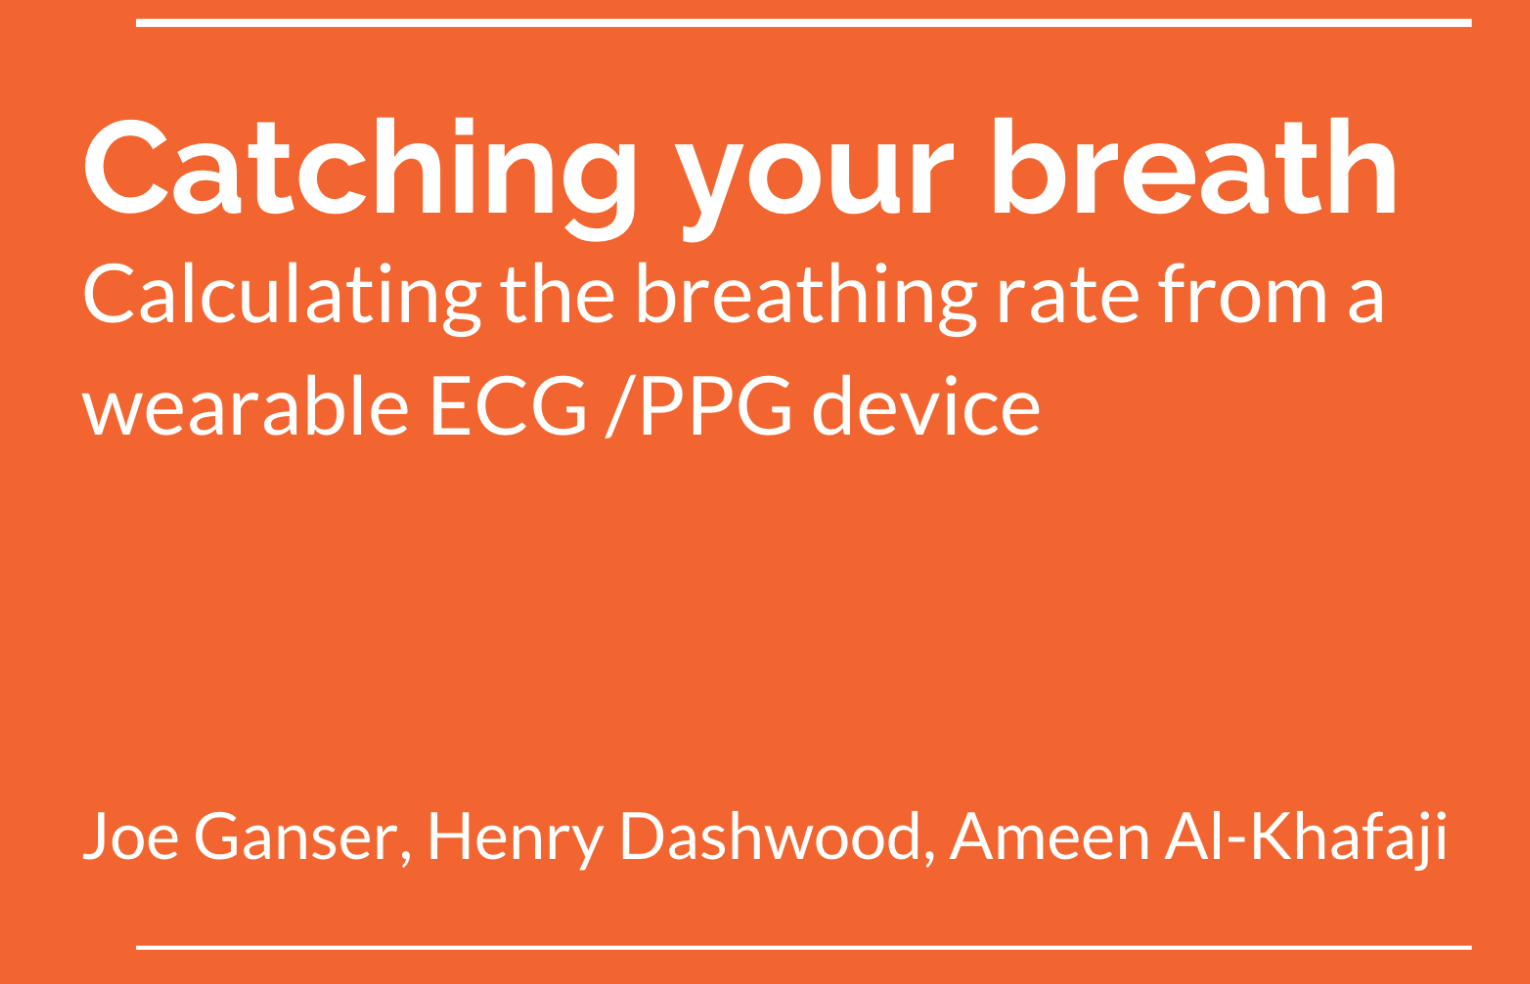 Catching your breath
Calculating the breathing rate from a
wearable ECG /PPG device
Joe Ganser, Henry Dashwood, Ameen Al-Khafaji